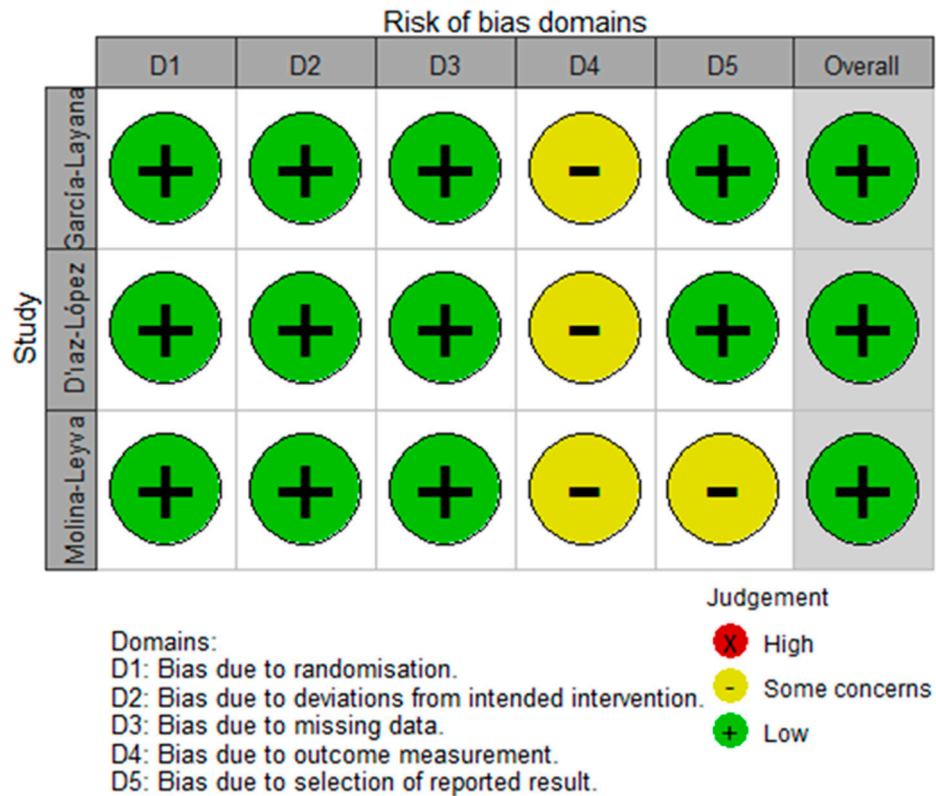 Risk of bias domains
D1 D2 D3 D4 D5 Overall
Study
García-Layana + + + - + +
D'ıaz-López + + + - + +
Molina-Leyva + + + - - +
Judgement
X High
- Some concerns
+ Low
Domains:
D1: Bias due to randomisation.
D2: Bias due to deviations from intended intervention.
D3: Bias due to missing data.
D4: Bias due to outcome measurement.
D5: Bias due to selection of reported result.